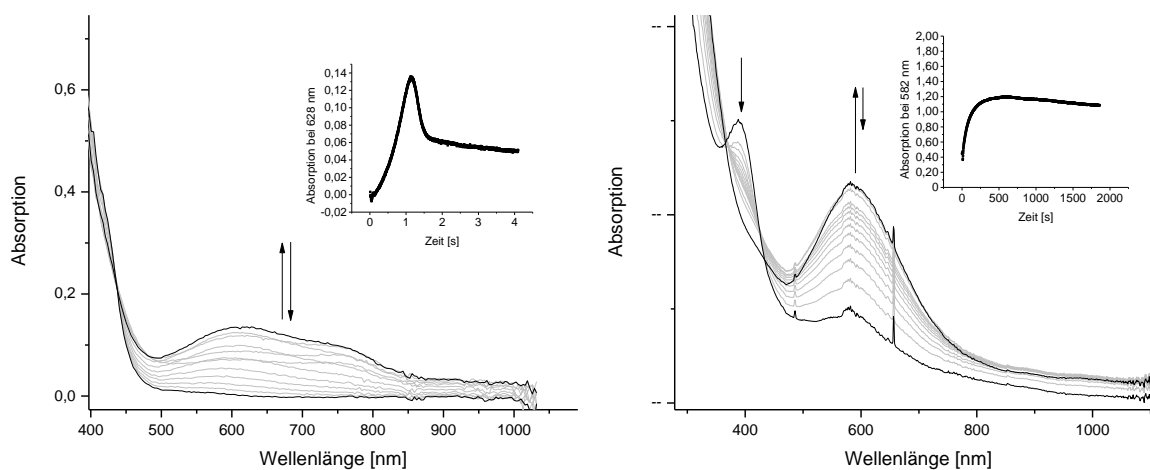 0,6
0,4
0,2
0,0
Absorption
400 500 600 700 800 900 1000
Wellenlänge [nm]
0,14
0,12
0,10
0,08
0,06
0,04
0,02
0,00
-0,02
Absorption bei 628 nm
0 1 2 3 4
Zeit [s]
--
--
--
Absorption
400 600 800 1000
Wellenlänge [nm]
2,00
1,80
1,60
1,40
1,20
1,00
0,80
0,60
0,40
0,20
0
Absorption bei 582 nm
0 500 1000 1500 2000
Zeit [s]